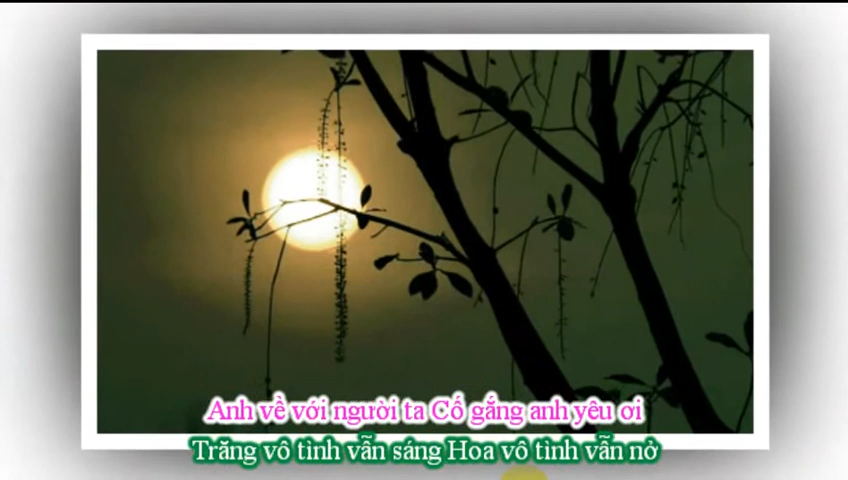 Anh về với người ta Cố gắng anh yêu ơi
Trăng vô tình vẫn sáng Hoa vô tình vẫn nở